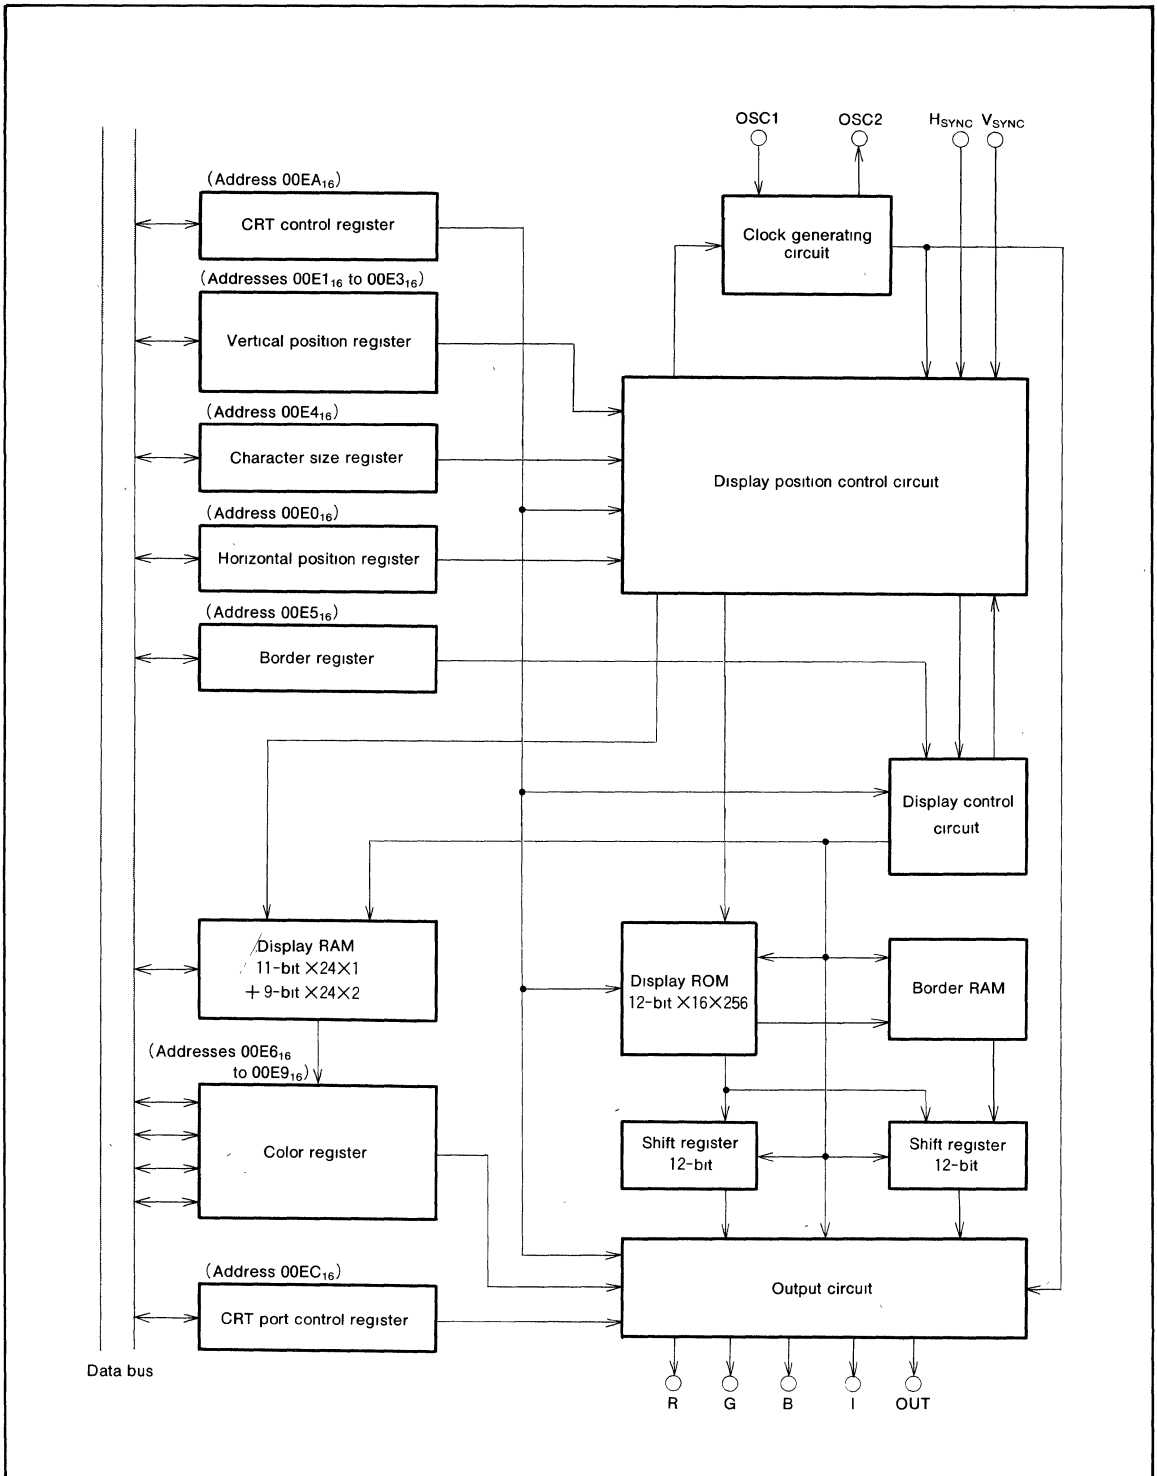 OSC1 OSC2 H_SYNC V_SYNC
(Address 00EA₁₆)
CRT control register
Clock generating
circuit
(Addresses 00E1₁₆ to 00E3₁₆)
Vertical position register
(Address 00E4₁₆)
Character size register
Display position control circuit
(Address 00E0₁₆)
Horizontal position register
(Address 00E5₁₆)
Border register
Display control
circuit
Display RAM
11-bit ×24×1
+9-bit ×24×2
Display ROM
12-bit ×16×256
Border RAM
(Addresses 00E6₁₆
to 00E9₁₆)
Color register
Shift register
12-bit
Shift register
12-bit
(Address 00EC₁₆)
CRT port control register
Output circuit
Data bus
R G B I OUT